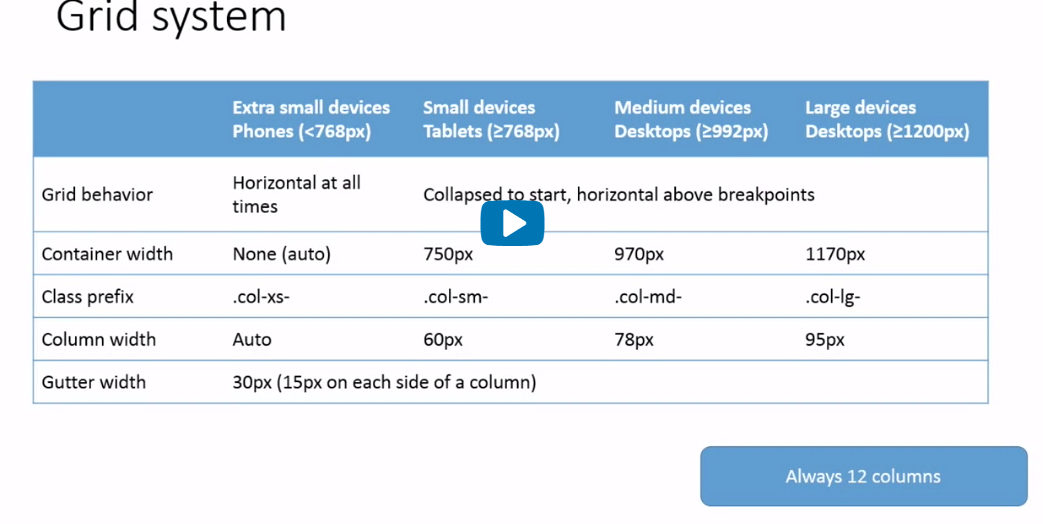 Grid system
Extra small devices Small devices Medium devices Large devices
Phones (<768px) Tablets (≥768px) Desktops (≥992px) Desktops (≥1200px)
Grid behavior Horizontal at all times Collapsed to start, horizontal above breakpoints
Container width None (auto) 750px 970px 1170px
Class prefix .col-xs- .col-sm- .col-md- .col-lg-
Column width Auto 60px 78px 95px
Gutter width 30px (15px on each side of a column)
Always 12 columns